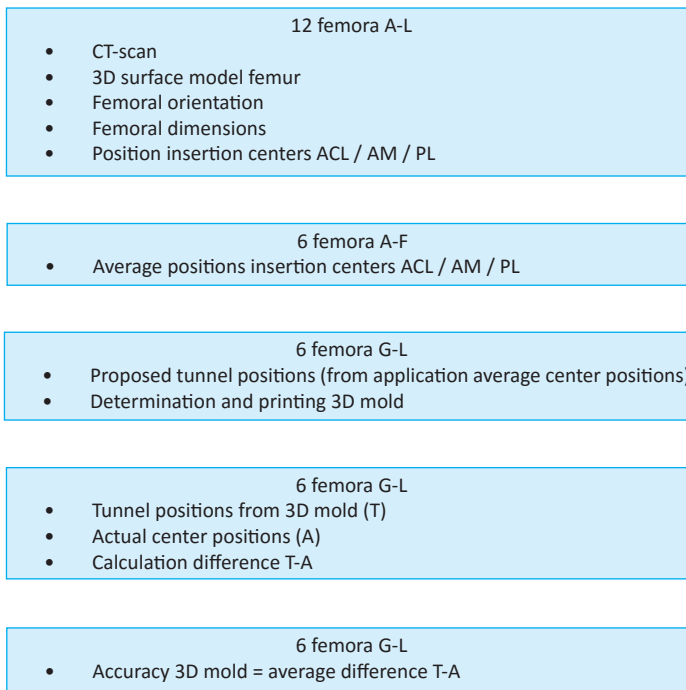 12 femora A-L
• CT-scan
• 3D surface model femur
• Femoral orientation
• Femoral dimensions
• Position insertion centers ACL / AM / PL
6 femora A-F
• Average positions insertion centers ACL / AM / PL
6 femora G-L
• Proposed tunnel positions (from application average center positions)
• Determination and printing 3D mold
6 femora G-L
• Tunnel positions from 3D mold (T)
• Actual center positions (A)
• Calculation difference T-A
6 femora G-L
• Accuracy 3D mold = average difference T-A